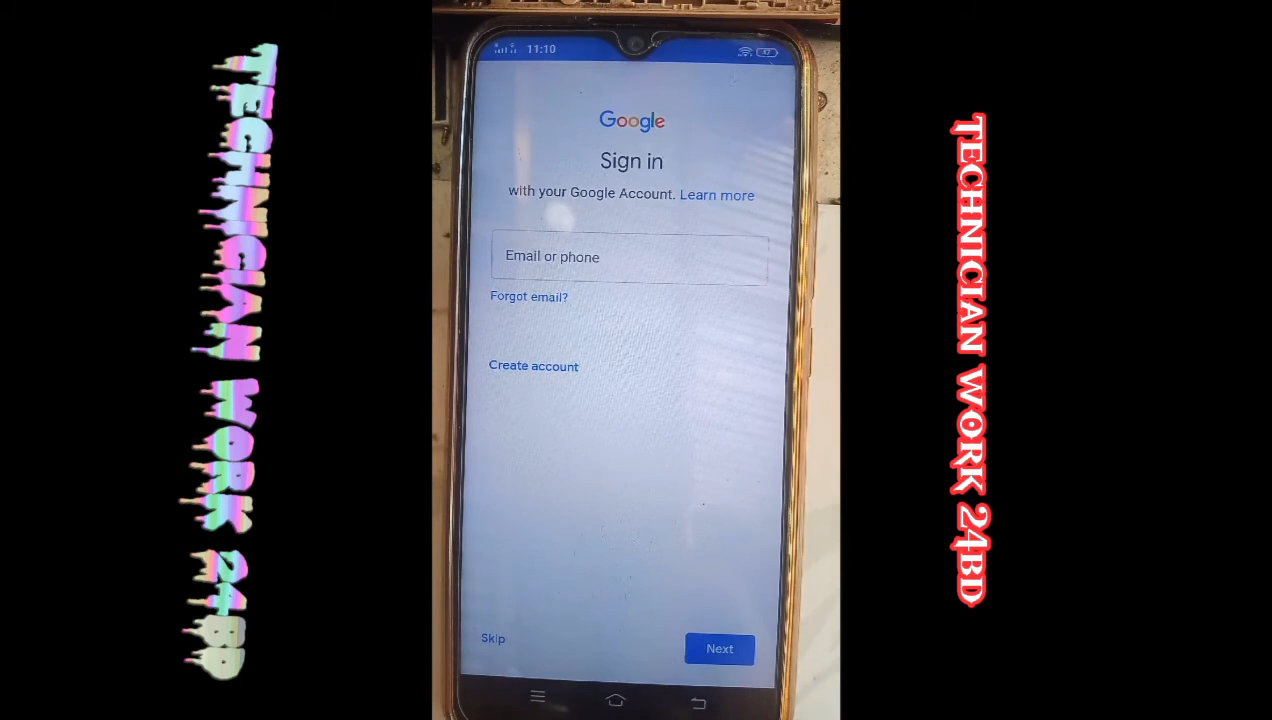 TECHNICIAN WORK 24BD
11:10
47
Google
Sign in
with your Google Account. Learn more
Email or phone
Forgot email?
Create account
Skip
Next
TECHNICIAN WORK 24BD